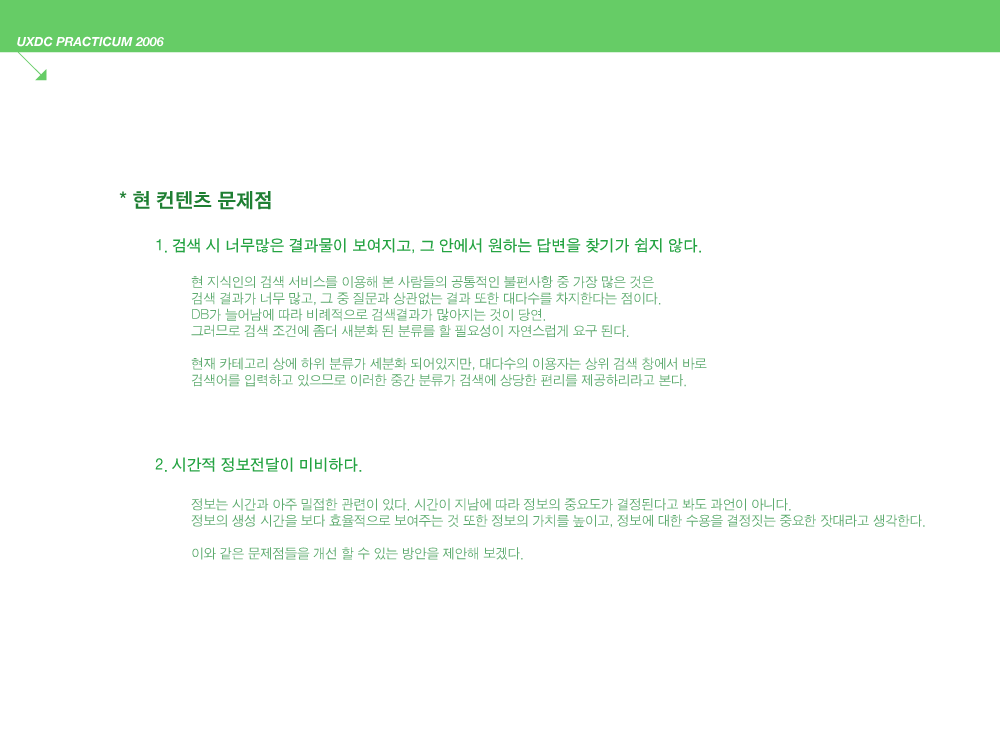 UXDC PRACTICUM 2006
* 현 컨텐츠 문제점
1. 검색 시 너무많은 결과물이 보여지고, 그 안에서 원하는 답변을 찾기가 쉽지 않다.
현 지식인의 검색 서비스를 이용해 본 사람들의 공통적인 불편사항 중 가장 많은 것은
검색 결과가 너무 많고, 그 중 질문과 상관없는 결과 또한 대다수를 차지한다는 점이다.
DB가 늘어남에 따라 비례적으로 검색결과가 많아지는 것이 당연.
그러므로 검색 조건에 좀더 새분화 된 분류를 할 필요성이 자연스럽게 요구 된다.
현재 카테고리 상에 하위 분류가 세분화 되어있지만, 대다수의 이용자는 상위 검색 창에서 바로
검색어를 입력하고 있으므로 이러한 중간 분류가 검색에 상당한 편리를 제공하리라고 본다.
2. 시간적 정보전달이 미비하다.
정보는 시간과 아주 밀접한 관련이 있다. 시간이 지남에 따라 정보의 중요도가 결정된다고 봐도 과언이 아니다.
정보의 생성 시간을 보다 효율적으로 보여주는 것 또한 정보의 가치를 높이고, 정보에 대한 수용을 결정짓는 중요한 잣대라고 생각한다.
이와 같은 문제점들을 개선 할 수 있는 방안을 제안해 보겠다.